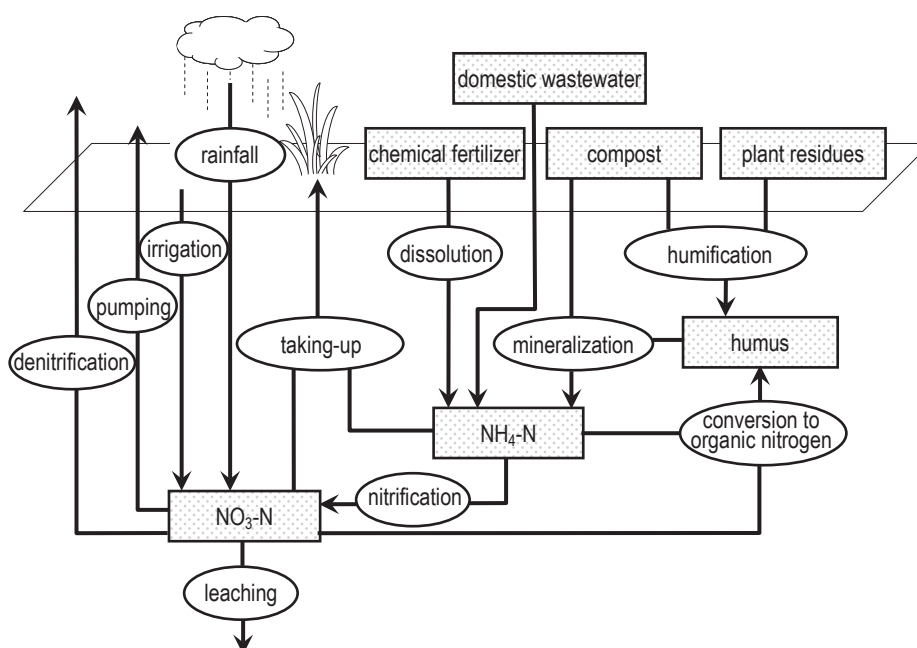 domestic wastewater
rainfall
chemical fertilizer
compost
plant residues
irrigation
dissolution
humification
pumping
denitrification
taking-up
mineralization
humus
NH₄-N
conversion to
organic nitrogen
nitrification
NO₃-N
leaching